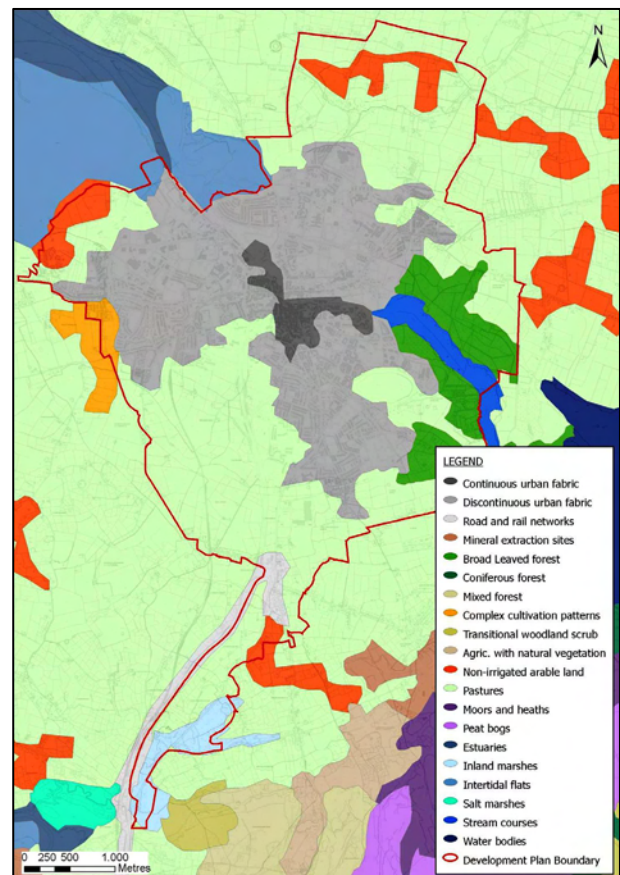 N
LEGEND
Continuous urban fabric
Discontinuous urban fabric
Road and rail networks
Mineral extraction sites
Broad Leaved forest
Coniferous forest
Mixed forest
Complex cultivation patterns
Transitional woodland scrub
Agric. with natural vegetation
Non-irrigated arable land
Pastures
Moors and heaths
Peat bogs
Estuaries
Inland marshes
Intertidal flats
Salt marshes
Stream courses
Water bodies
Development Plan Boundary
0 250 500 1.000
Metres